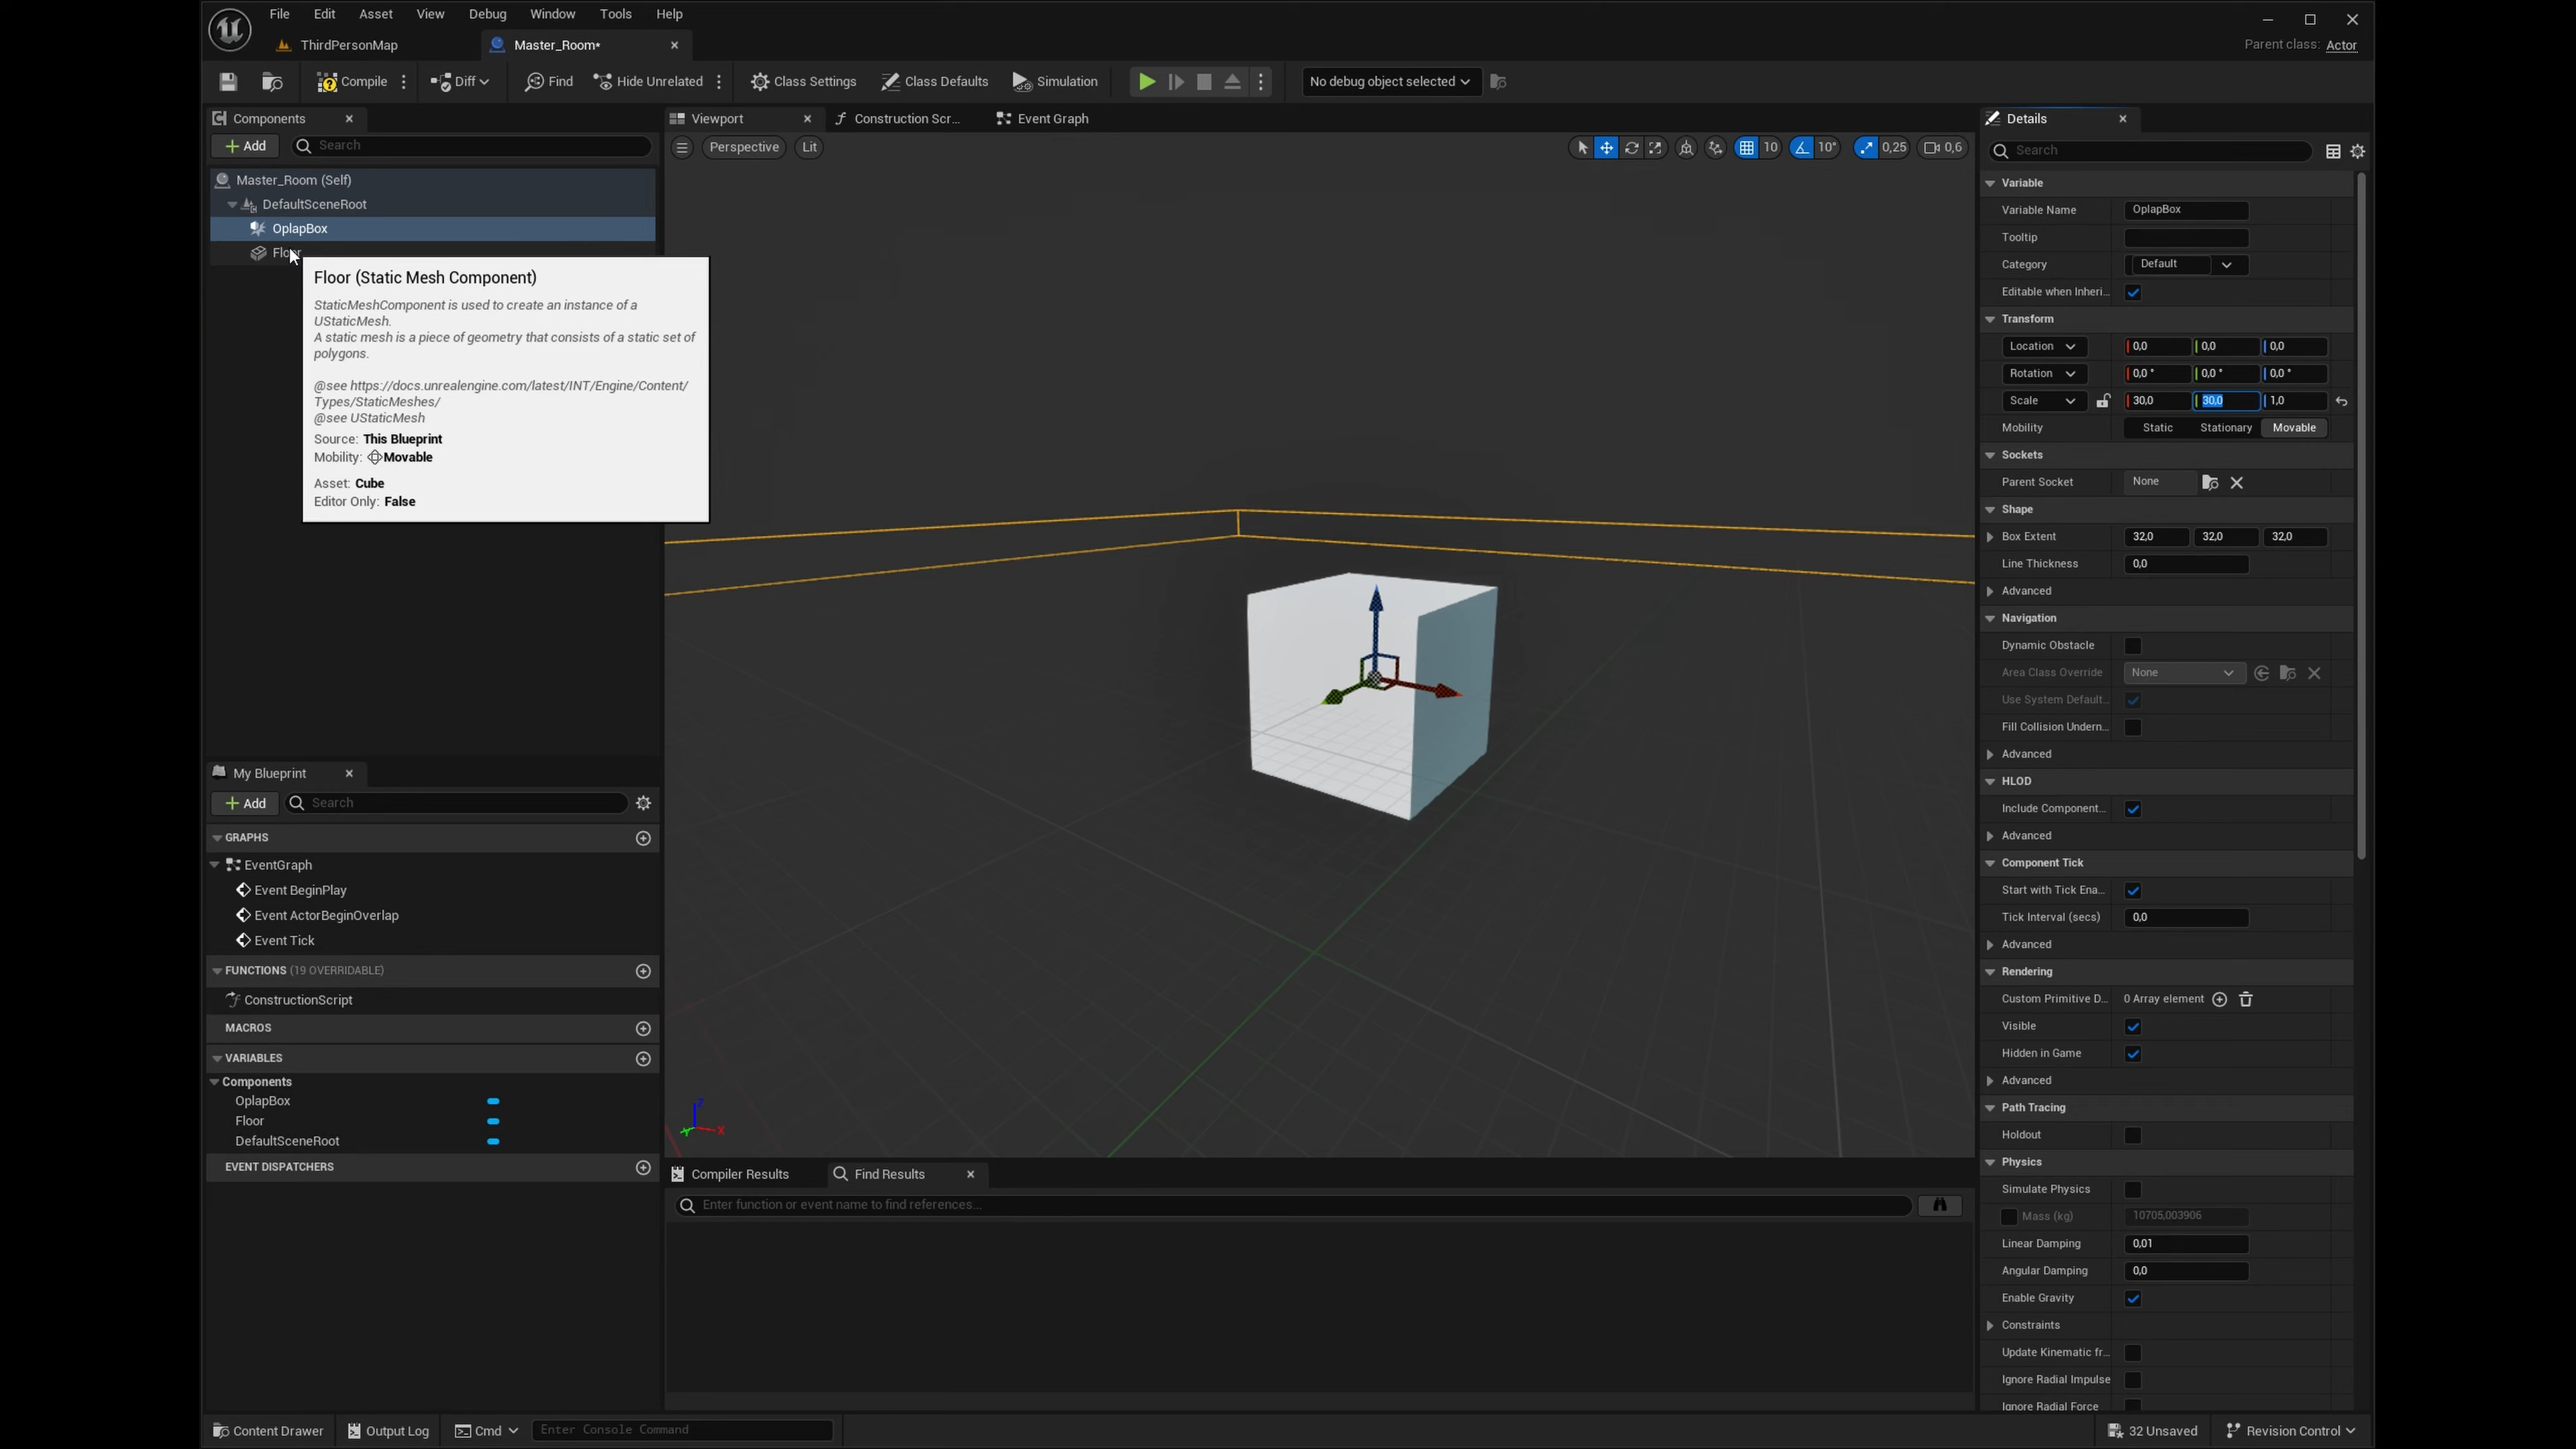 File Edit Asset View Debug Window Tools Help
ThirdPersonMap
Master_Room*
Parent class: Actor
Compile
Diff
Find
Hide Unrelated
Class Settings
Class Defaults
Simulation
No debug object selected
Components
Add
Search
Master_Room (Self)
DefaultSceneRoot
OplapBox
Floor
Floor (Static Mesh Component)
StaticMeshComponent is used to create an instance of a
UStaticMesh.
A static mesh is a piece of geometry that consists of a static set of
polygons.
@see https://docs.unrealengine.com/latest/INT/Engine/Content/
Types/StaticMeshes/
@see UStaticMesh
Source: This Blueprint
Mobility: Movable
Asset: Cube
Editor Only: False
My Blueprint
Add
Search
GRAPHS
EventGraph
Event BeginPlay
Event ActorBeginOverlap
Event Tick
FUNCTIONS (19 OVERRIDABLE)
ConstructionScript
MACROS
VARIABLES
Components
OplapBox
Floor
DefaultSceneRoot
EVENT DISPATCHERS
Viewport
Construction Scr...
Event Graph
Perspective
Lit
10
10°
0,25
0,6
Z
Y
X
Compiler Results
Find Results
Enter function or event name to find references...
Details
Search
Variable
Variable Name OplapBox
Tooltip
Category Default
Editable when Inheri...
Transform
Location 0,0 0,0 0,0
Rotation 0,0 ° 0,0 ° 0,0 °
Scale 30,0 30,0 1,0
Mobility Static Stationary Movable
Sockets
Parent Socket None
Shape
Box Extent 32,0 32,0 32,0
Line Thickness 0,0
Advanced
Navigation
Dynamic Obstacle
Area Class Override None
Use System Default...
Fill Collision Undern...
Advanced
HLOD
Include Component...
Advanced
Component Tick
Start with Tick Ena...
Tick Interval (secs) 0,0
Advanced
Rendering
Custom Primitive D... 0 Array element
Visible
Hidden in Game
Advanced
Path Tracing
Holdout
Physics
Simulate Physics
Mass (kg) 10705,003906
Linear Damping 0,01
Angular Damping 0,0
Enable Gravity
Constraints
Update Kinematic fr...
Ignore Radial Impulse
Ignore Radial Force
Content Drawer
Output Log
Cmd
Enter Console Command
32 Unsaved
Revision Control